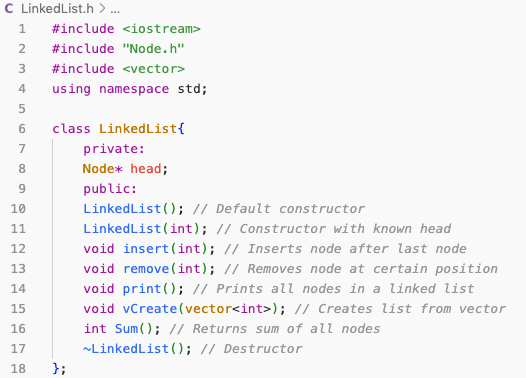 C LinkedList.h > ...
1 #include <iostream>
2 #include "Node.h"
3 #include <vector>
4 using namespace std;
5
6 class LinkedList{
7     private:
8     Node* head;
9     public:
10     LinkedList(); // Default constructor
11     LinkedList(int); // Constructor with known head
12     void insert(int); // Inserts node after last node
13     void remove(int); // Removes node at certain position
14     void print(); // Prints all nodes in a linked list
15     void vCreate(vector<int>); // Creates list from vector
16     int Sum(); // Returns sum of all nodes
17     ~LinkedList(); // Destructor
18 };